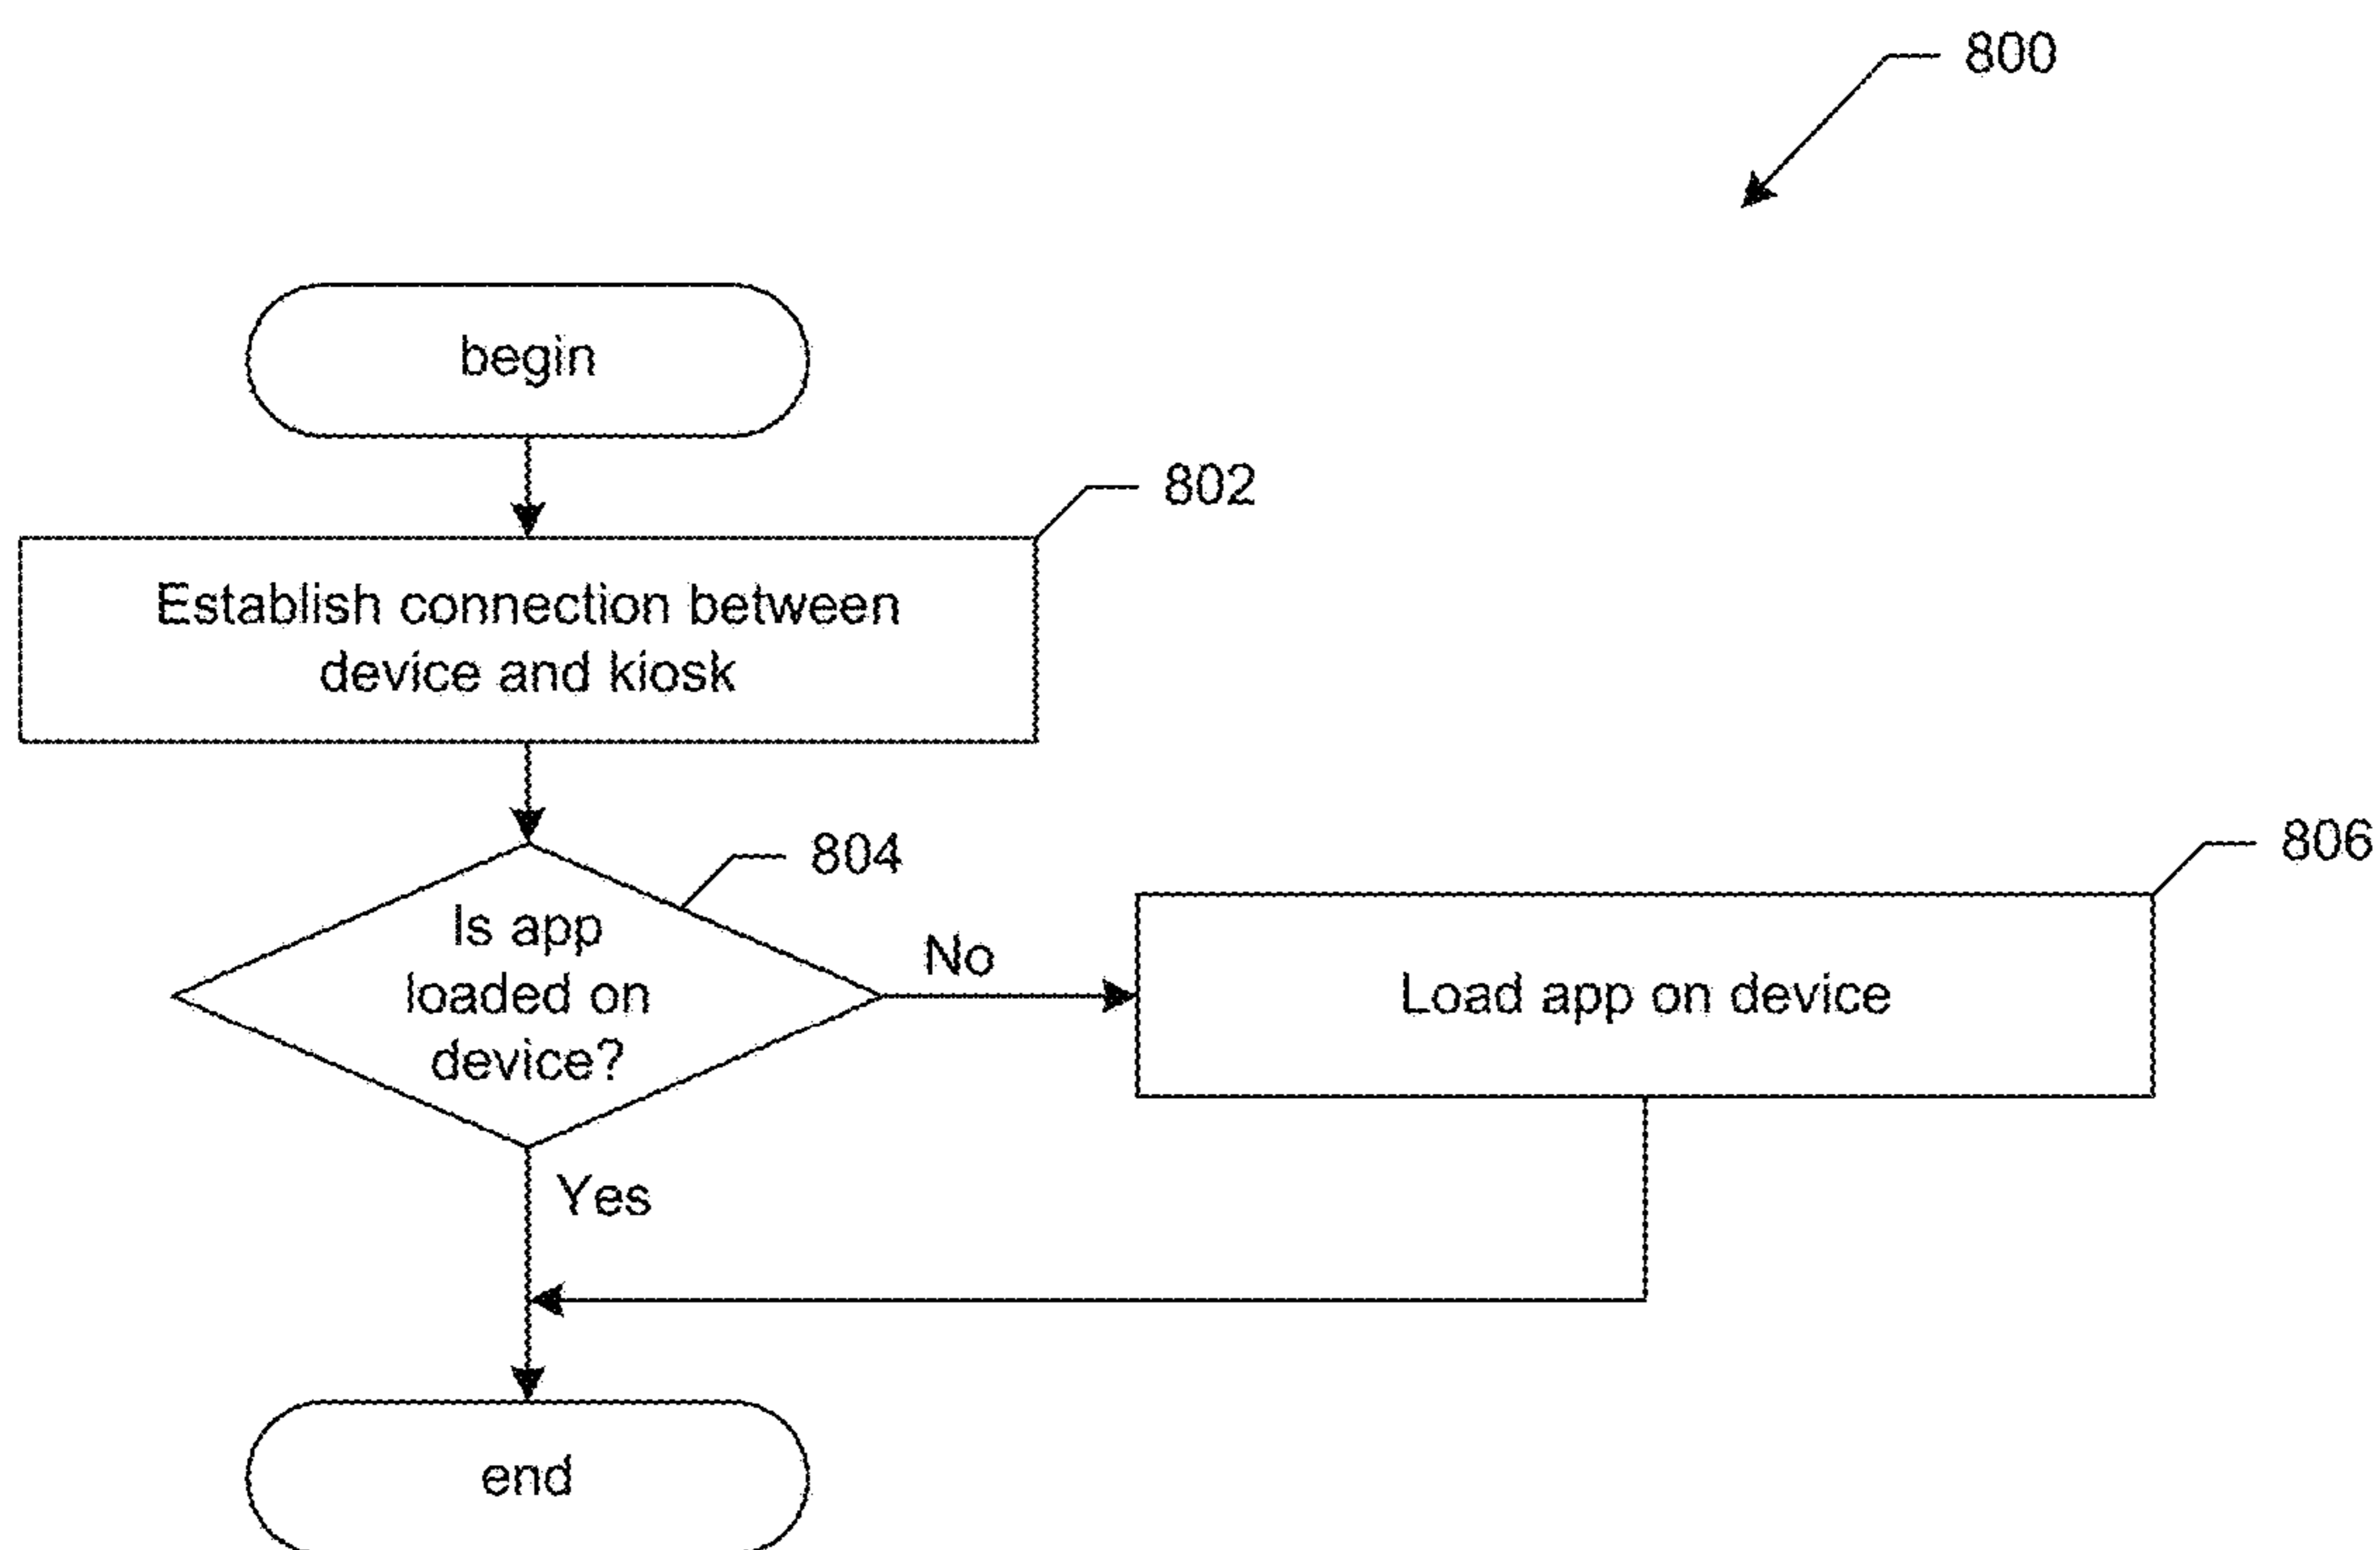 800
begin
802
Establish connection between
device and kiosk
804
806
Is app
loaded on
device?
No
Load app on device
Yes
end